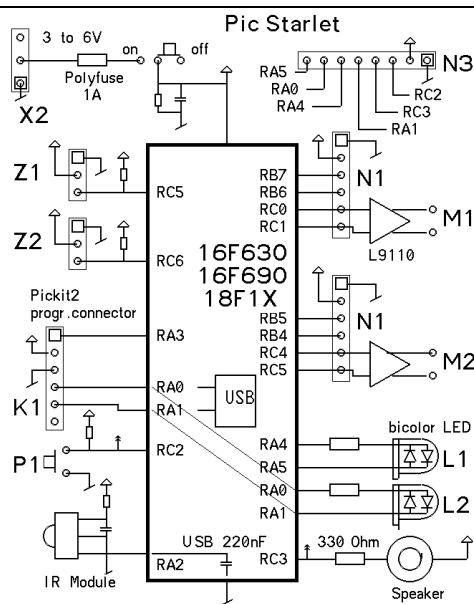 Pic Starlet
3 to 6V
on
off
Polyfuse
1A
X2
N3
RA5
RA0
RA4
RC2
RC3
RA1
Z1
RC5
Z2
RC6
RB7
RB6
RC0
RC1
N1
M1
L9110
16F630
16F690
18F1X
Pickit2
progr.connector
RA3
RA0
RA1
K1
USB
RB5
RB4
RC4
RC5
N1
M2
P1
RC2
RA4
RA5
RA0
RA1
bicolor LED
L1
L2
IR Module
RA2
USB 220nF
RC3
330 Ohm
Speaker